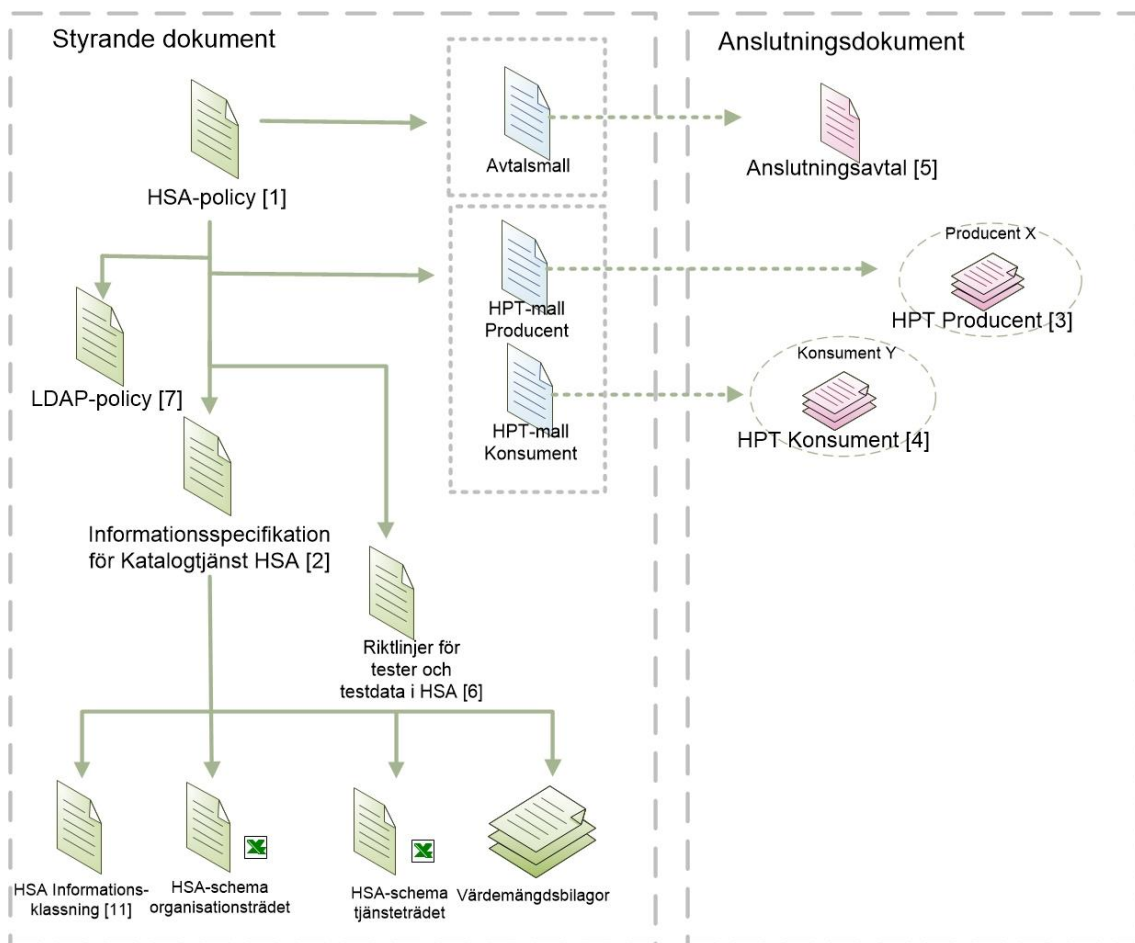 Styrande dokument
Anslutningsdokument
HSA-policy [1]
Avtalsmall
Anslutningsavtal [5]
LDAP-policy [7]
HPT-mall
Producent
Producent X
HPT Producent [3]
HPT-mall
Konsument
Konsument Y
HPT Konsument [4]
Informationsspecifikation
för Katalogtjänst HSA [2]
Riktlinjer för
tester och
testdata i HSA [6]
HSA Informations-
klassning [11]
HSA-schema
organisationsträdet
HSA-schema
tjänsteträdet
Värdemängdsbilagor